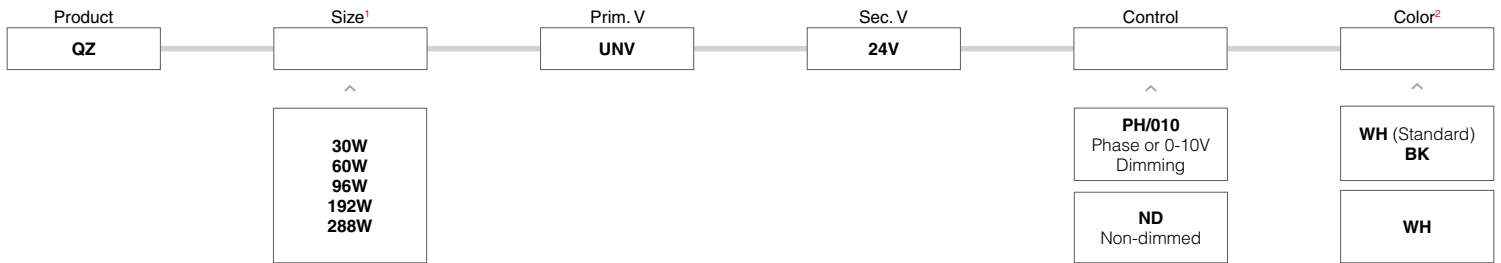 Product
Size¹
Prim. V
Sec. V
Control
Color²
QZ
UNV
24V
30W
60W
96W
192W
288W
PH/010
Phase or 0-10V
Dimming
ND
Non-dimmed
WH (Standard)
BK
WH